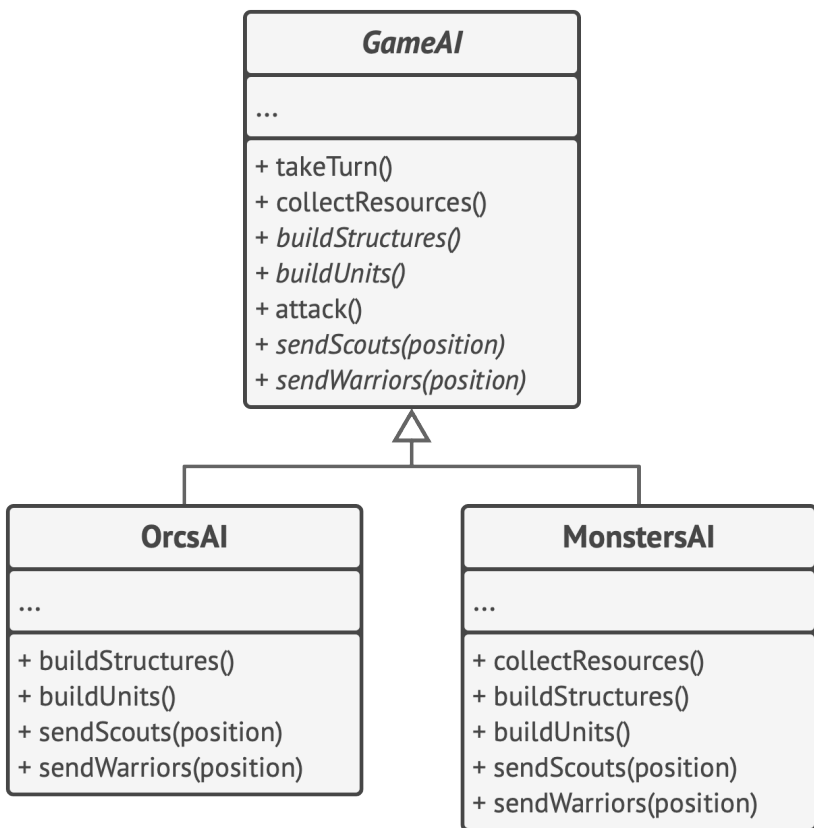 GameAI
...
+ takeTurn()
+ collectResources()
+ buildStructures()
+ buildUnits()
+ attack()
+ sendScouts(position)
+ sendWarriors(position)
OrcsAI
...
+ buildStructures()
+ buildUnits()
+ sendScouts(position)
+ sendWarriors(position)
MonstersAI
...
+ collectResources()
+ buildStructures()
+ buildUnits()
+ sendScouts(position)
+ sendWarriors(position)